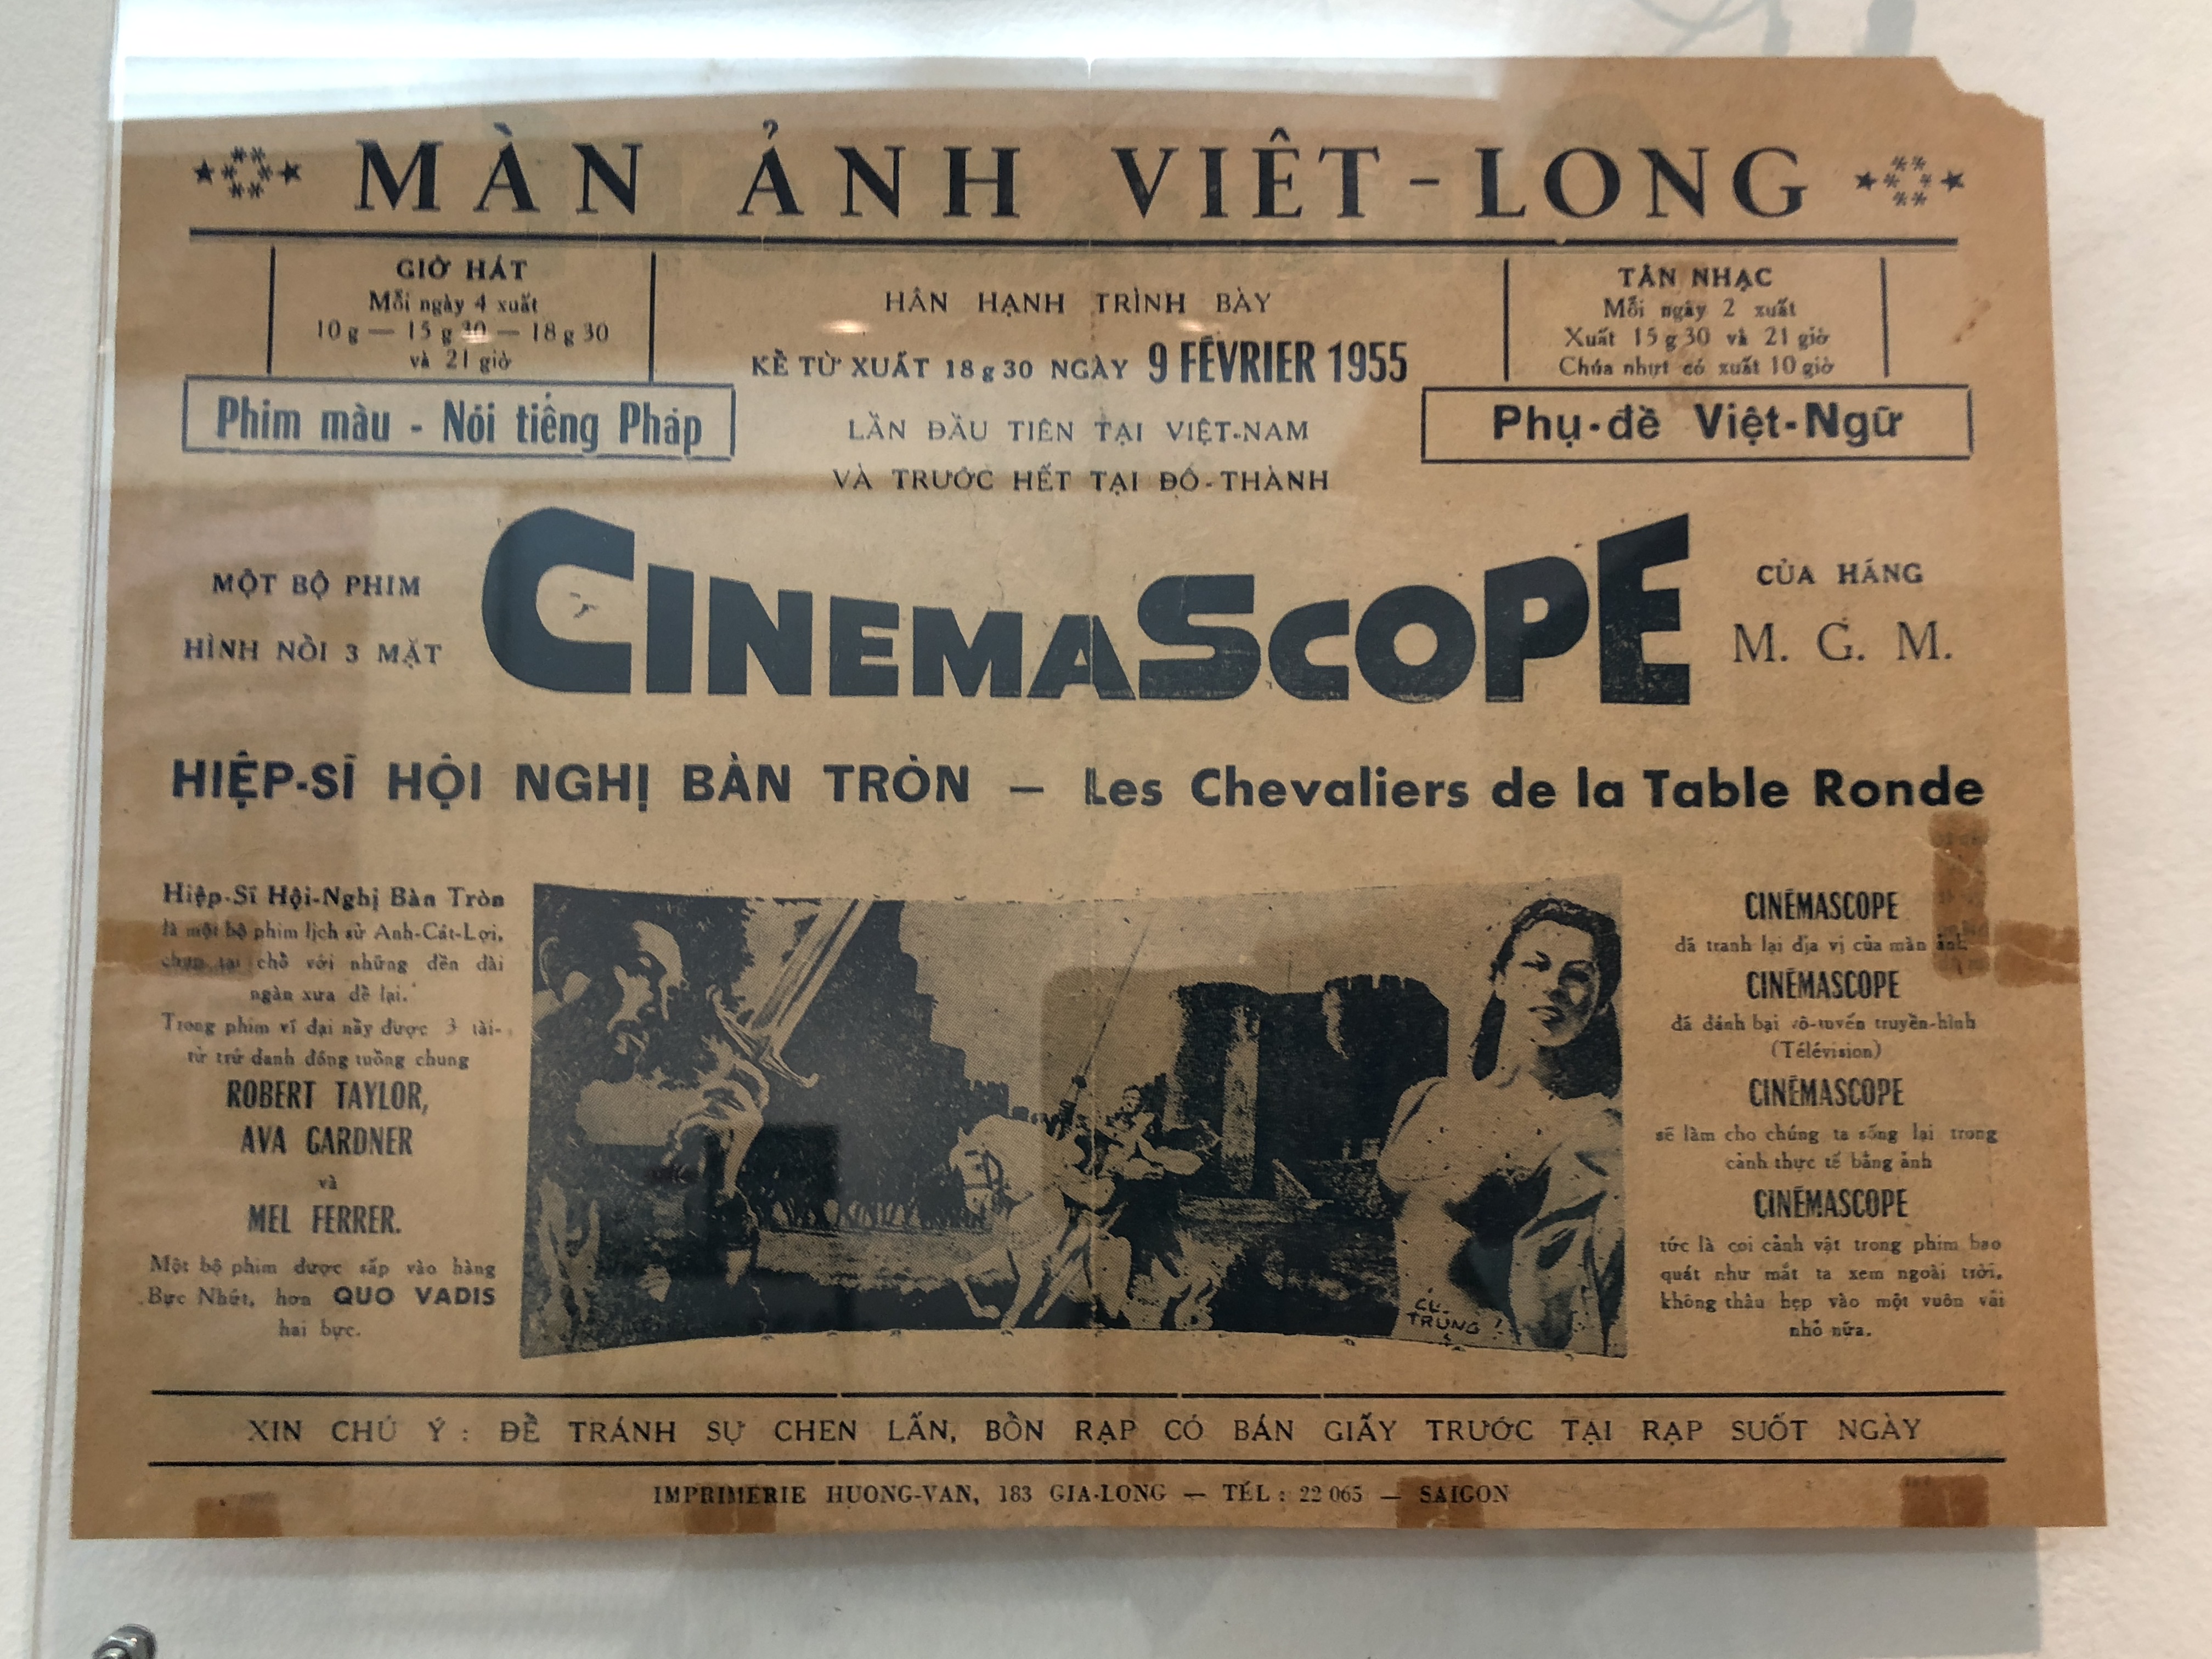 MÀN ẢNH VIỆT-LONG
GIỜ HÁT
Mỗi ngày 4 xuất
10 g — 15 g 30 — 18 g 30
và 21 giờ
HÂN HẠNH TRÌNH BÀY
KỂ TỪ XUẤT 18 g 30 NGÀY 9 FÉVRIER 1955
LẦN ĐẦU TIÊN TẠI VIỆT-NAM
VÀ TRƯỚC HẾT TẠI ĐÔ-THÀNH
TÂN NHẠC
Mỗi ngày 2 xuất
Xuất 15 g 30 và 21 giờ
Chúa nhựt có xuất 10 giờ
Phim màu - Nói tiếng Pháp
Phụ-đề Việt-Ngữ
MỘT BỘ PHIM
HÌNH NỒI 3 MẶT
CINEMASCOPE
CỦA HÃNG
M. G. M.
HIỆP-SĨ HỘI NGHỊ BÀN TRÒN — Les Chevaliers de la Table Ronde
Hiệp-Sĩ Hội-Nghị Bàn Tròn
là một bộ phim lịch sử Anh-Cát-Lợi,
chụp tại chỗ với những đền đài
ngàn xưa để lại.
Trong phim vĩ đại nầy được 3 tài-
tử trứ danh đóng tuồng chung
ROBERT TAYLOR,
AVA GARDNER
và
MEL FERRER.
Một bộ phim được sắp vào hàng
Bực Nhứt, hơn QUO VADIS
hai bực.
CU TRUNG
CINÉMASCOPE
đã tranh lại địa vị của màn ảnh
CINÉMASCOPE
đã đánh bại vô-tuyến truyền-hình
(Télévision)
CINÉMASCOPE
sẽ làm cho chúng ta sống lại trong
cảnh thực tế bằng ảnh
CINÉMASCOPE
tức là coi cảnh vật trong phim bao
quát như mắt ta xem ngoài trời,
không thâu hẹp vào một vuôn vải
nhỏ nữa.
XIN CHÚ Ý : ĐỂ TRÁNH SỰ CHEN LẤN, BỔN RẠP CÓ BÁN GIẤY TRƯỚC TẠI RẠP SUỐT NGÀY
IMPRIMERIE HUONG-VAN, 183 GIA-LONG — TÉL : 22 065 — SAIGON